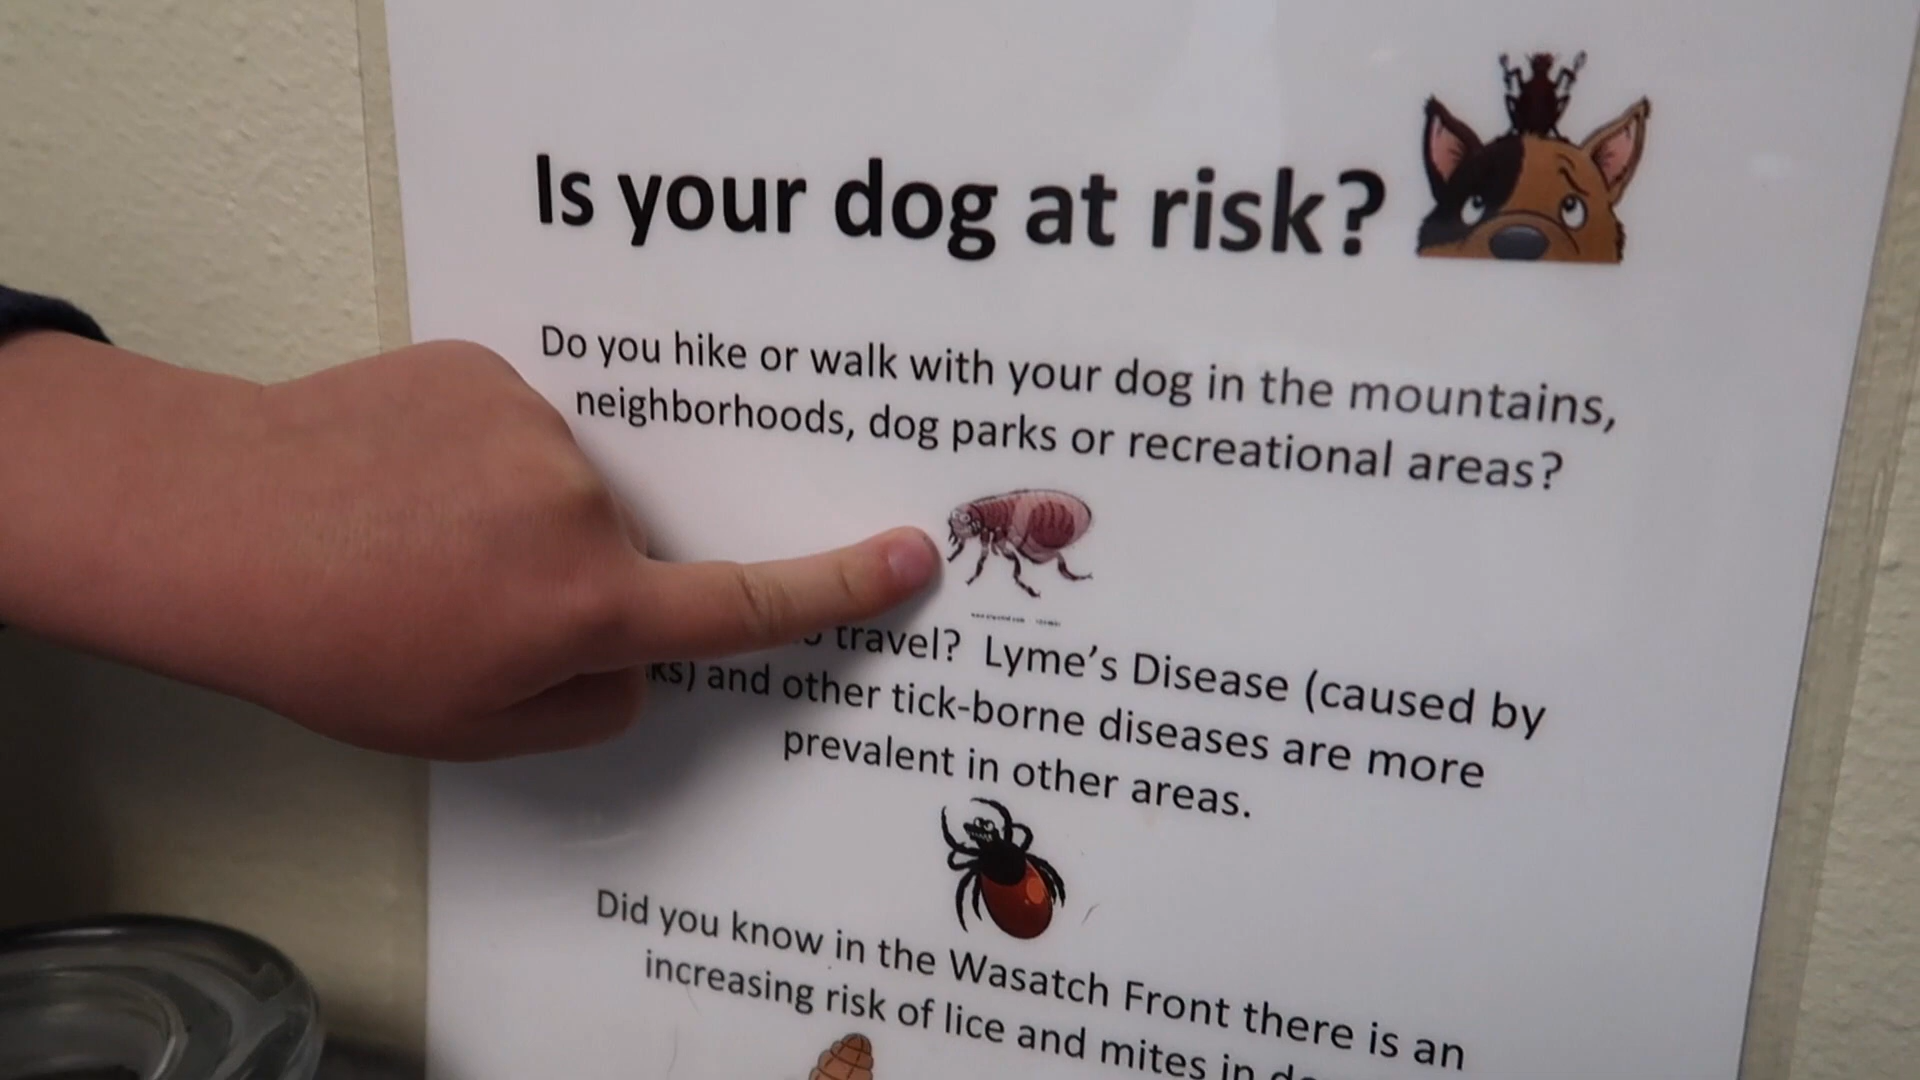 Is your dog at risk?
Do you hike or walk with your dog in the mountains,
neighborhoods, dog parks or recreational areas?
travel? Lyme's Disease (caused by
and other tick-borne diseases are more
prevalent in other areas.
Did you know in the Wasatch Front there is an
increasing risk of lice and mites in